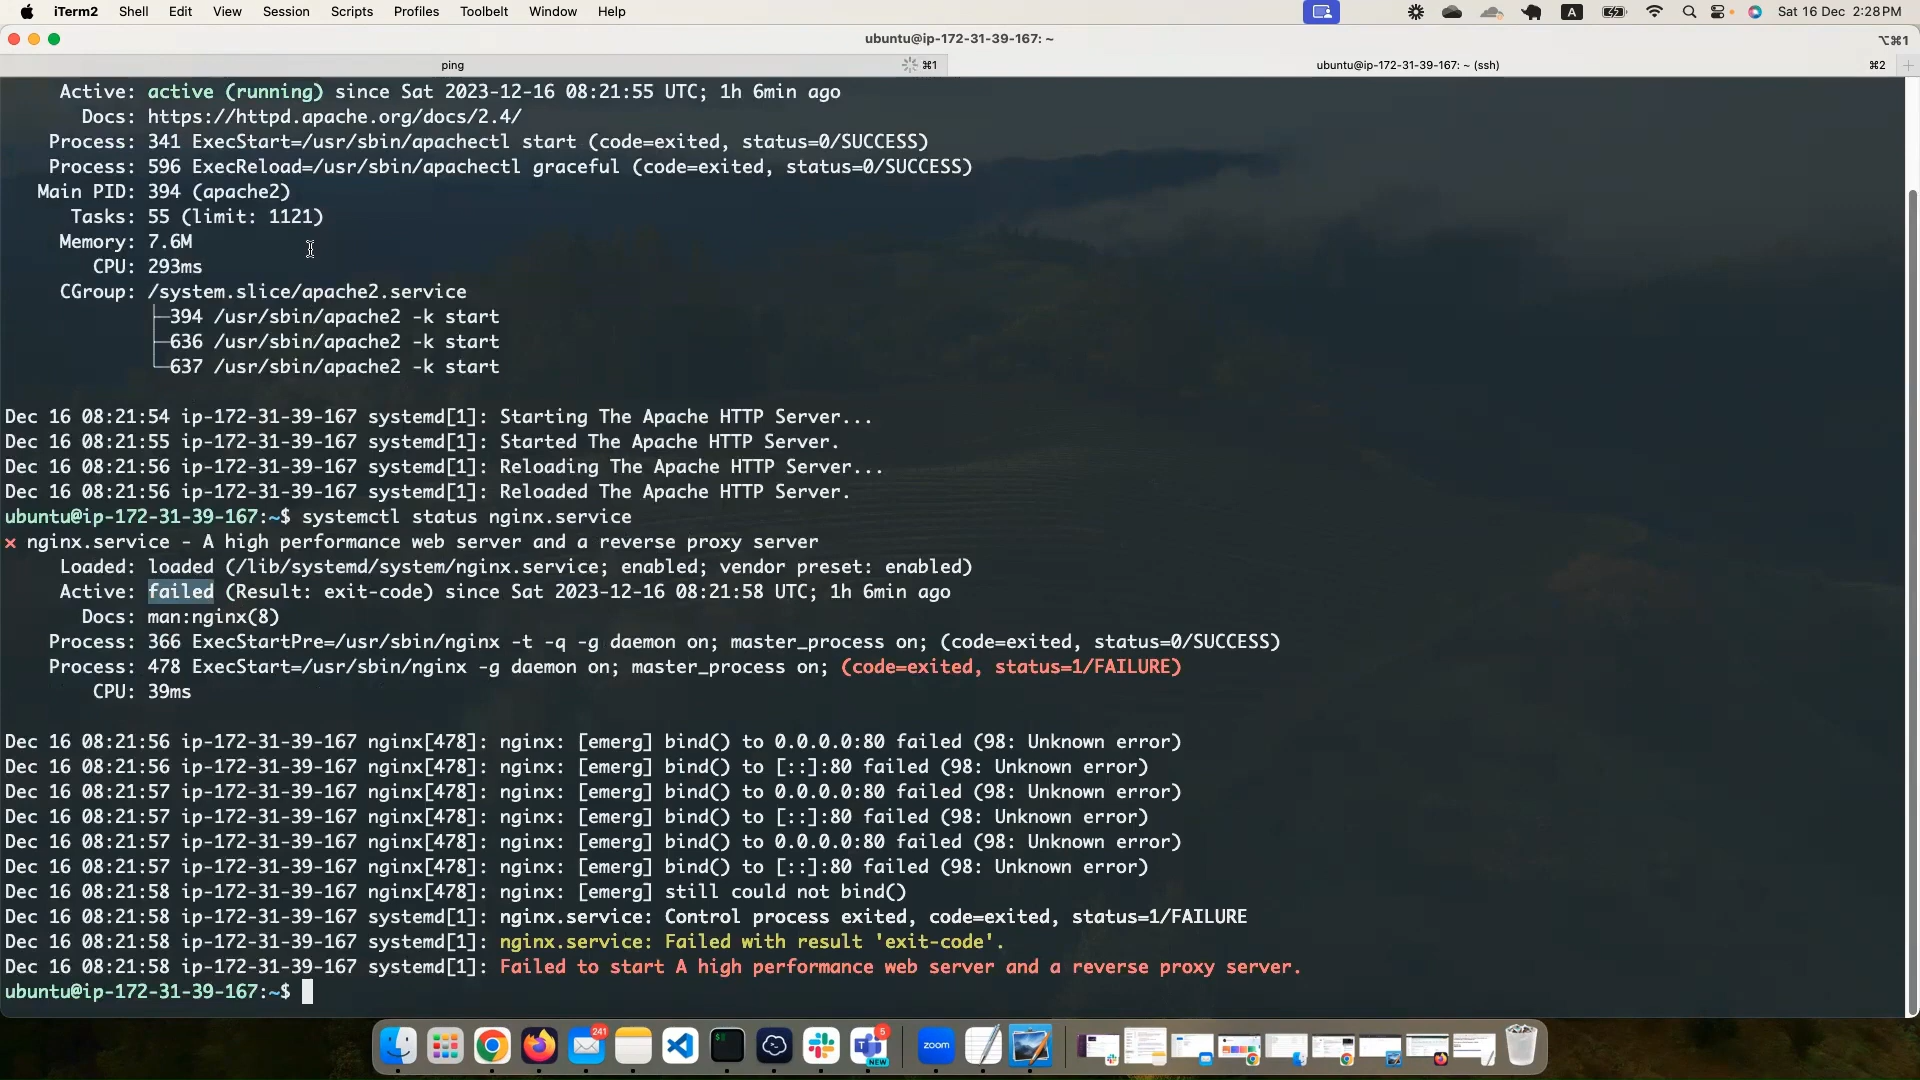 iTerm2 Shell Edit View Session Scripts Profiles Toolbelt Window Help A Sat 16 Dec 2:28 PM
ubuntu@ip-172-31-39-167: ~ ⌥⌘1
ping ⌘1 ubuntu@ip-172-31-39-167: ~ (ssh) ⌘2
Active: active (running) since Sat 2023-12-16 08:21:55 UTC; 1h 6min ago
Docs: https://httpd.apache.org/docs/2.4/
Process: 341 ExecStart=/usr/sbin/apachectl start (code=exited, status=0/SUCCESS)
Process: 596 ExecReload=/usr/sbin/apachectl graceful (code=exited, status=0/SUCCESS)
Main PID: 394 (apache2)
Tasks: 55 (limit: 1121)
Memory: 7.6M
CPU: 293ms
CGroup: /system.slice/apache2.service
├─394 /usr/sbin/apache2 -k start
├─636 /usr/sbin/apache2 -k start
└─637 /usr/sbin/apache2 -k start
Dec 16 08:21:54 ip-172-31-39-167 systemd[1]: Starting The Apache HTTP Server...
Dec 16 08:21:55 ip-172-31-39-167 systemd[1]: Started The Apache HTTP Server.
Dec 16 08:21:56 ip-172-31-39-167 systemd[1]: Reloading The Apache HTTP Server...
Dec 16 08:21:56 ip-172-31-39-167 systemd[1]: Reloaded The Apache HTTP Server.
ubuntu@ip-172-31-39-167:~$ systemctl status nginx.service
× nginx.service - A high performance web server and a reverse proxy server
Loaded: loaded (/lib/systemd/system/nginx.service; enabled; vendor preset: enabled)
Active: failed (Result: exit-code) since Sat 2023-12-16 08:21:58 UTC; 1h 6min ago
Docs: man:nginx(8)
Process: 366 ExecStartPre=/usr/sbin/nginx -t -q -g daemon on; master_process on; (code=exited, status=0/SUCCESS)
Process: 478 ExecStart=/usr/sbin/nginx -g daemon on; master_process on; (code=exited, status=1/FAILURE)
CPU: 39ms
Dec 16 08:21:56 ip-172-31-39-167 nginx[478]: nginx: [emerg] bind() to 0.0.0.0:80 failed (98: Unknown error)
Dec 16 08:21:56 ip-172-31-39-167 nginx[478]: nginx: [emerg] bind() to [::]:80 failed (98: Unknown error)
Dec 16 08:21:57 ip-172-31-39-167 nginx[478]: nginx: [emerg] bind() to 0.0.0.0:80 failed (98: Unknown error)
Dec 16 08:21:57 ip-172-31-39-167 nginx[478]: nginx: [emerg] bind() to [::]:80 failed (98: Unknown error)
Dec 16 08:21:57 ip-172-31-39-167 nginx[478]: nginx: [emerg] bind() to 0.0.0.0:80 failed (98: Unknown error)
Dec 16 08:21:57 ip-172-31-39-167 nginx[478]: nginx: [emerg] bind() to [::]:80 failed (98: Unknown error)
Dec 16 08:21:58 ip-172-31-39-167 nginx[478]: nginx: [emerg] still could not bind()
Dec 16 08:21:58 ip-172-31-39-167 systemd[1]: nginx.service: Control process exited, code=exited, status=1/FAILURE
Dec 16 08:21:58 ip-172-31-39-167 systemd[1]: nginx.service: Failed with result 'exit-code'.
Dec 16 08:21:58 ip-172-31-39-167 systemd[1]: Failed to start A high performance web server and a reverse proxy server.
ubuntu@ip-172-31-39-167:~$
241 zoom 5 NEW